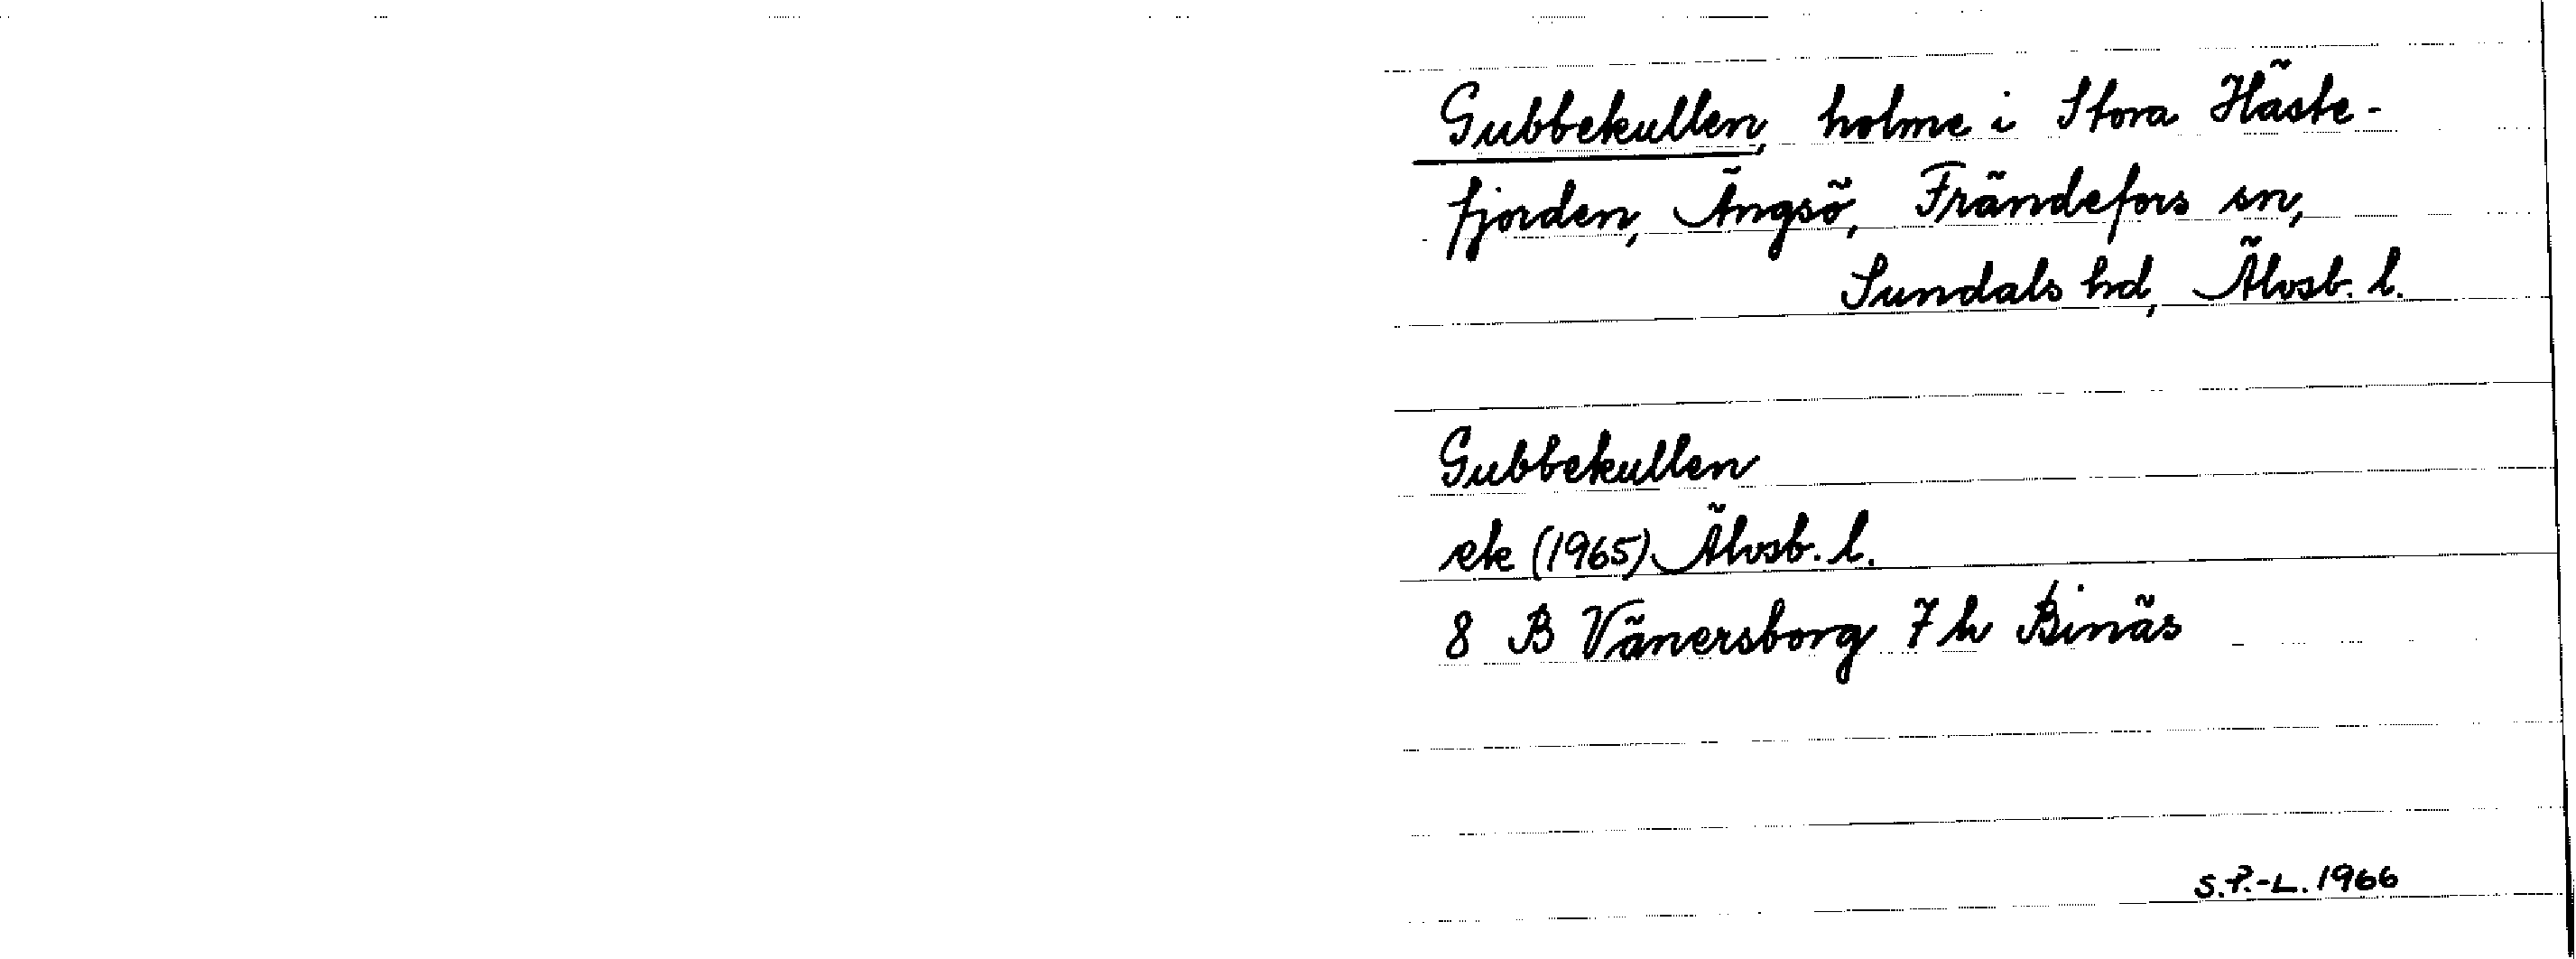 Gubbekullen, holme i Stora Häste-
fjorden, Ängsö, Frändefors sn,
Sundals hd, Älvsb. l.
Gubbekullen
ek (1965) Älvsb. l.
8 B Vänersborg 7 h Binäs
S.P.-L. 1966